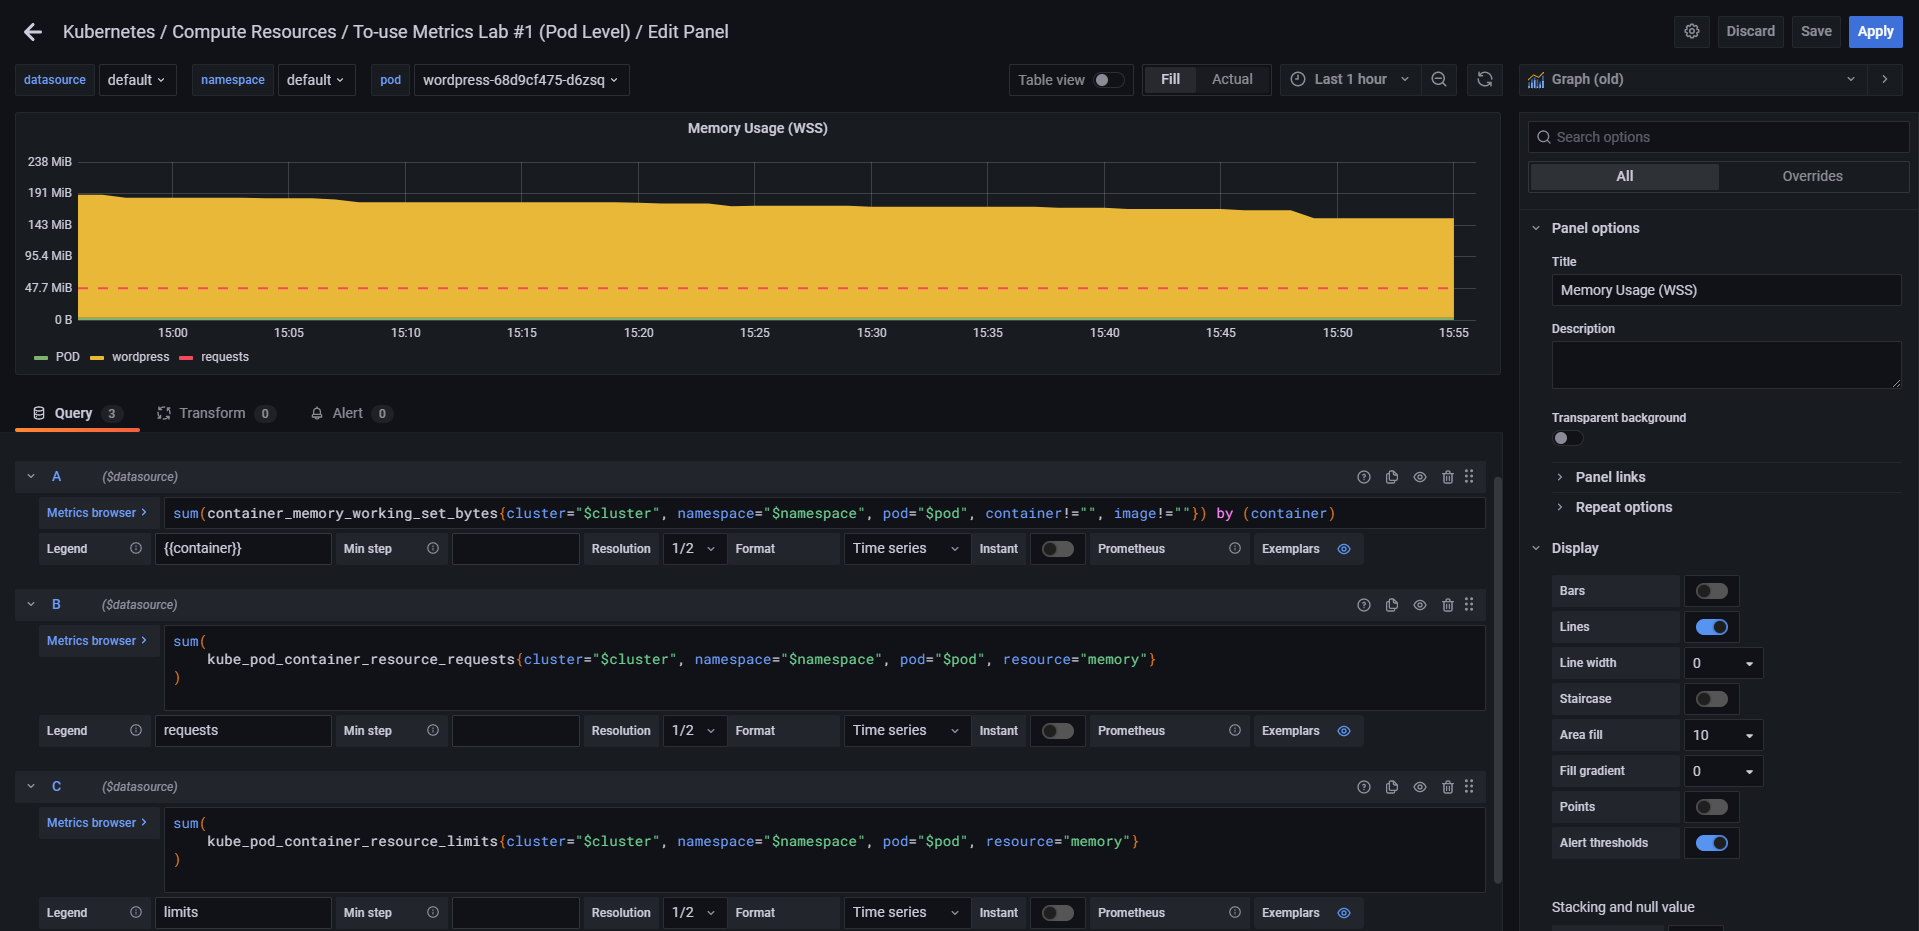 Kubernetes / Compute Resources / To-use Metrics Lab #1 (Pod Level) / Edit Panel
Discard
Save
Apply
datasource
default
namespace
default
pod
wordpress-68d9cf475-d6zsq
Table view
Fill
Actual
Last 1 hour
Graph (old)
Memory Usage (WSS)
238 MiB
191 MiB
143 MiB
95.4 MiB
47.7 MiB
0 B
15:00 15:05 15:10 15:15 15:20 15:25 15:30 15:35 15:40 15:45 15:50 15:55
POD wordpress requests
Query 3
Transform 0
Alert 0
A ($datasource)
Metrics browser >
sum(container_memory_working_set_bytes{cluster="$cluster", namespace="$namespace", pod="$pod", container!="", image!=""}) by (container)
Legend {{container}} Min step Resolution 1/2 Format Time series Instant Prometheus Exemplars
B ($datasource)
Metrics browser >
sum(
kube_pod_container_resource_requests{cluster="$cluster", namespace="$namespace", pod="$pod", resource="memory"}
)
Legend requests Min step Resolution 1/2 Format Time series Instant Prometheus Exemplars
C ($datasource)
Metrics browser >
sum(
kube_pod_container_resource_limits{cluster="$cluster", namespace="$namespace", pod="$pod", resource="memory"}
)
Legend limits Min step Resolution 1/2 Format Time series Instant Prometheus Exemplars
Search options
All
Overrides
Panel options
Title
Memory Usage (WSS)
Description
Transparent background
Panel links
Repeat options
Display
Bars
Lines
Line width 0
Staircase
Area fill 10
Fill gradient 0
Points
Alert thresholds
Stacking and null value